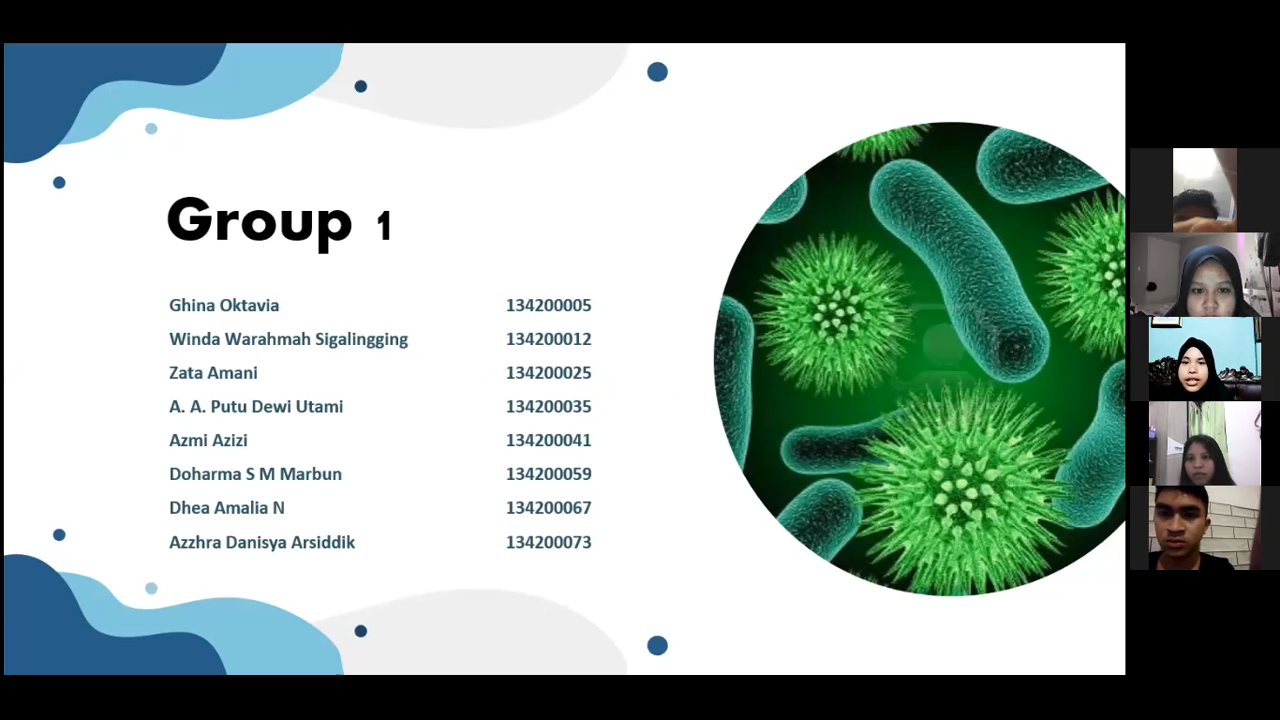 Group 1
Ghina Oktavia 134200005
Winda Warahmah Sigalingging 134200012
Zata Amani 134200025
A. A. Putu Dewi Utami 134200035
Azmi Azizi 134200041
Doharma S M Marbun 134200059
Dhea Amalia N 134200067
Azzhra Danisya Arsiddik 134200073